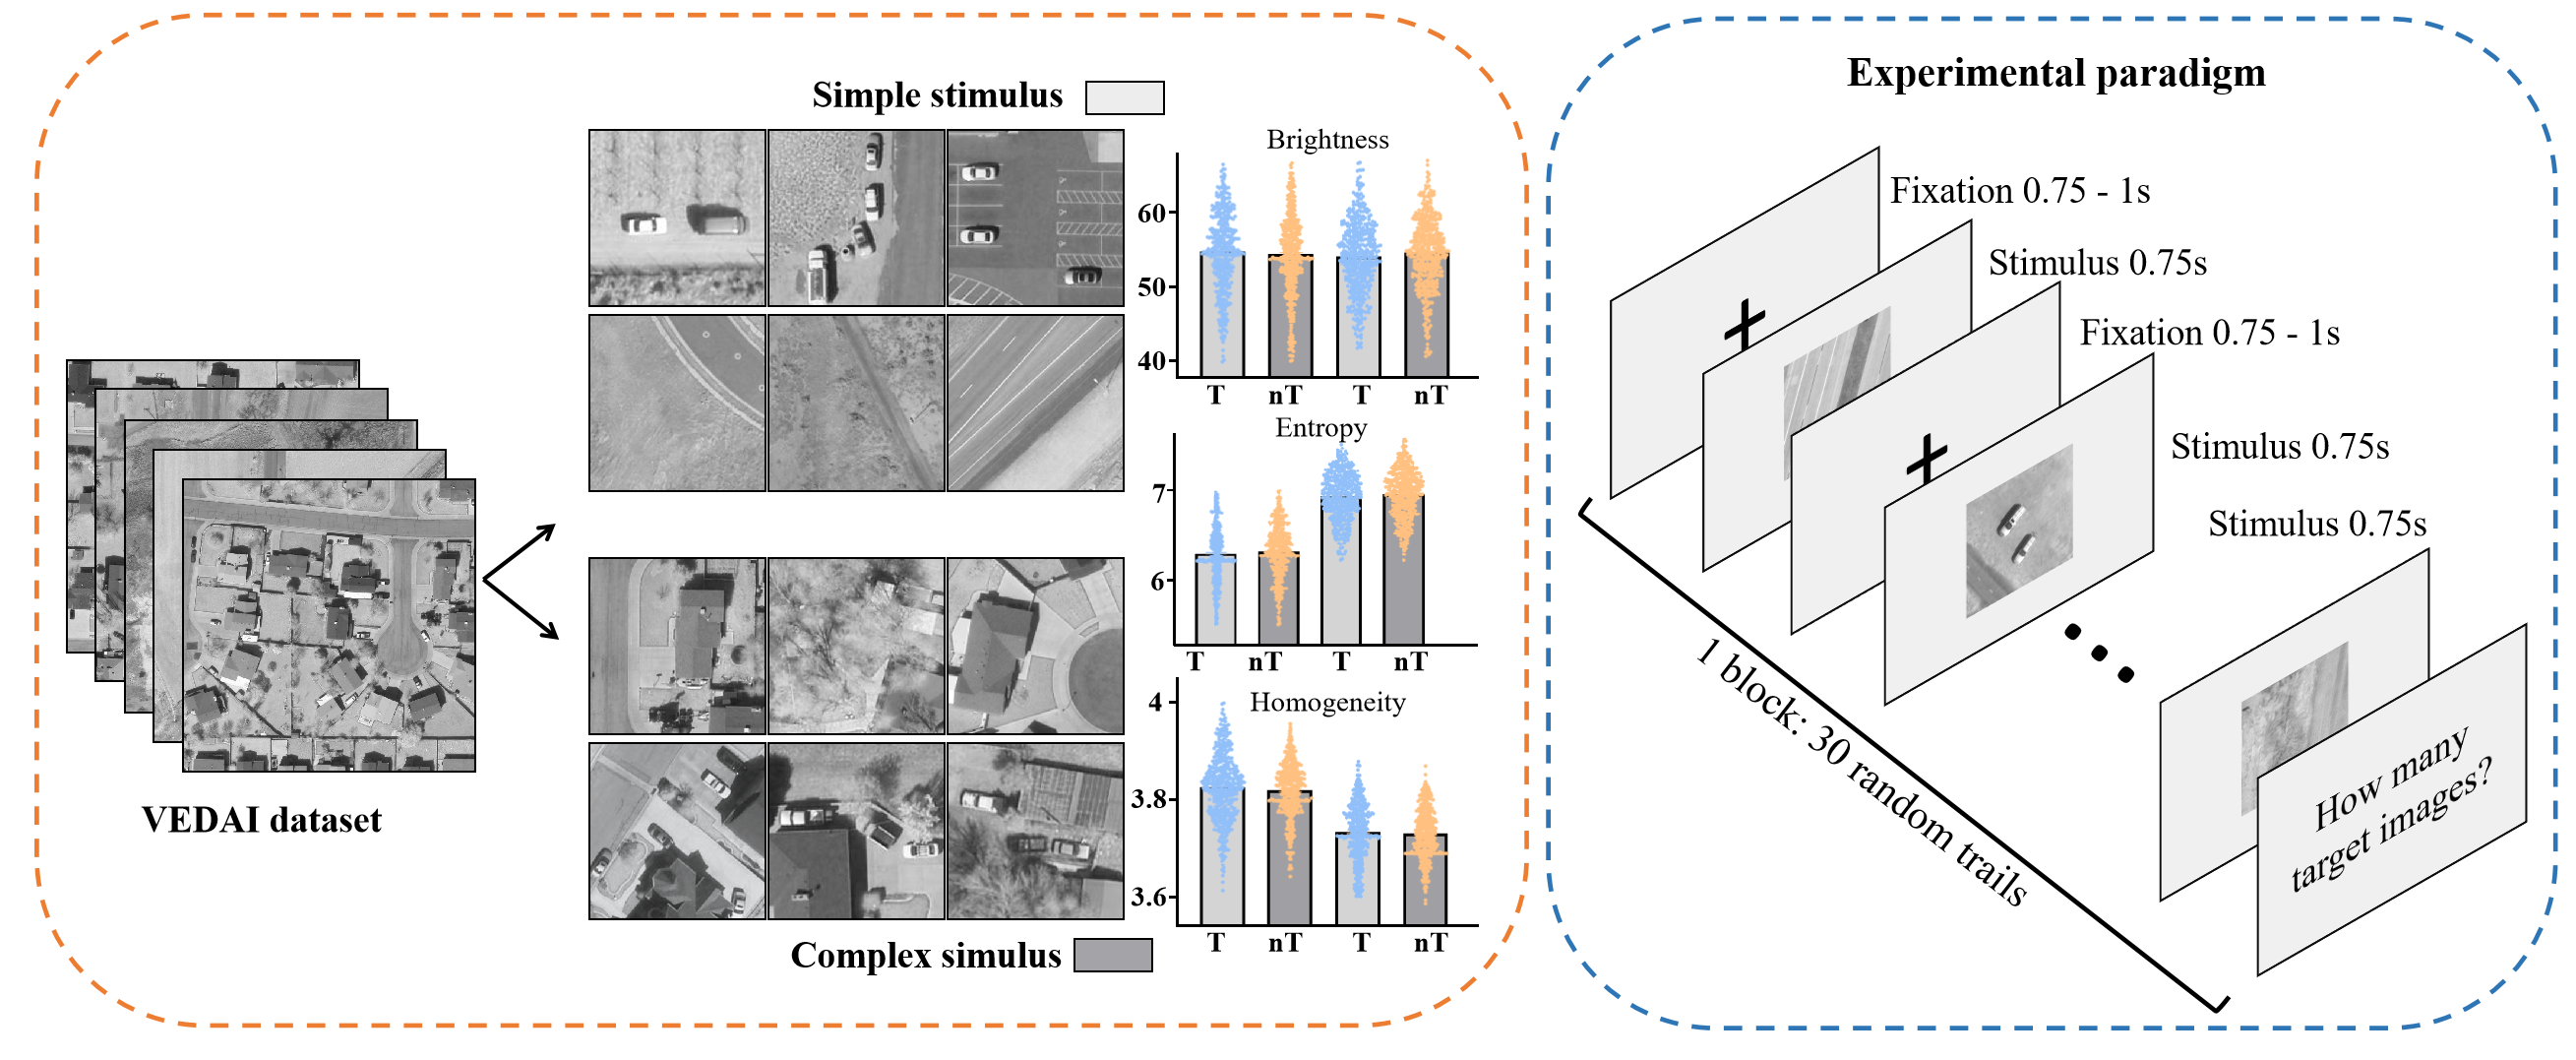 Simple stimulus
VEDAI dataset
Complex simulus
Brightness
60
50
40
T nT T nT
Entropy
7
6
T nT T nT
Homogeneity
4
3.8
3.6
T nT T nT
Experimental paradigm
Fixation 0.75 - 1s
Stimulus 0.75s
Fixation 0.75 - 1s
Stimulus 0.75s
Stimulus 0.75s
1 block: 30 random trails
How many
target images?